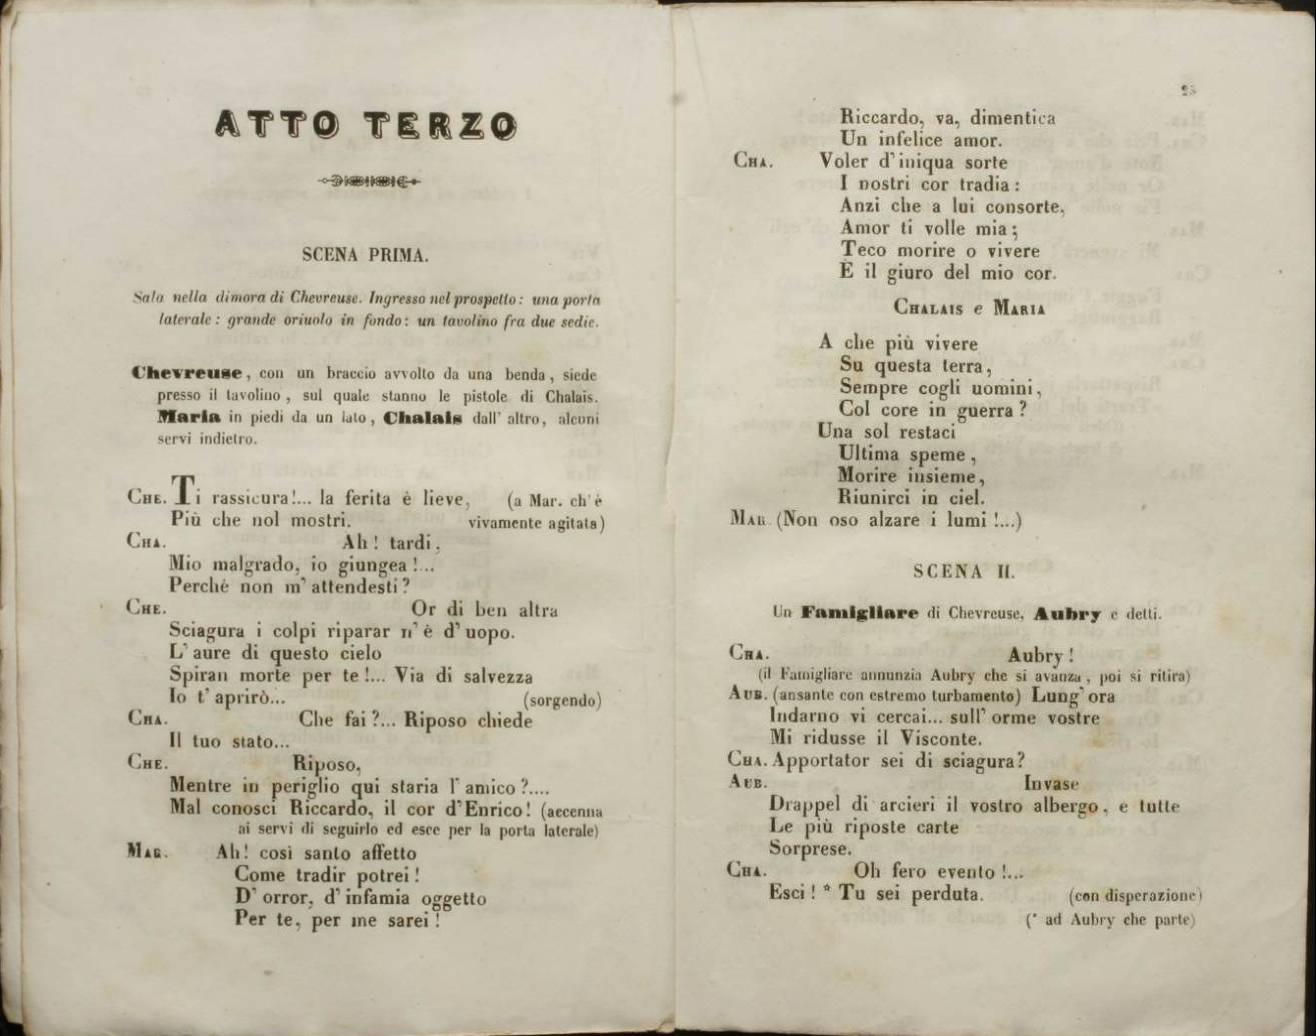 ATTO TERZO
SCENA PRIMA.
Sala nella dimora di Chevreuse. Ingresso nel prospetto: una porta
laterale: grande oriuolo in fondo: un tavolino fra due sedie.
Chevreuse, con un braccio avvolto da una benda, siede
presso il tavolino, sul quale stanno le pistole di Chalais.
Maria in piedi da un lato, Chalais dall' altro, alcuni
servi indietro.
CHE. Ti rassicura!... la ferita è lieve, (a Mar. ch'è
Più che nol mostri. vivamente agitata)
CHA. Ah! tardi,
Mio malgrado, io giungea!...
Perchè non m' attendesti?
CHE. Or di ben altra
Sciagura i colpi riparar n' è d' uopo.
L' aure di questo cielo
Spiran morte per te!... Via di salvezza
Io t' aprirò... (sorgendo)
CHA. Che fai?... Riposo chiede
Il tuo stato...
CHE. Riposo,
Mentre in periglio qui staria l' amico?....
Mal conosci Riccardo, il cor d' Enrico! (accenna
ai servi di seguirlo ed esce per la porta laterale)
MAR. Ah! così santo affetto
Come tradir potrei!
D' orror, d' infamia oggetto
Per te, per me sarei!
25
Riccardo, va, dimentica
Un infelice amor.
CHA. Voler d' iniqua sorte
I nostri cor tradia:
Anzi che a lui consorte,
Amor ti volle mia;
Teco morire o vivere
È il giuro del mio cor.
CHALAIS e MARIA
A che più vivere
Su questa terra,
Sempre cogli uomini,
Col core in guerra?
Una sol restaci
Ultima speme,
Morire insieme,
Riunirci in ciel.
MAR. (Non oso alzare i lumi!...)
SCENA II.
Un Famigliare di Chevreuse, Aubry e detti.
CHA. Aubry!
(il Famigliare annunzia Aubry che si avanza, poi si ritira)
AUB. (ansante con estremo turbamento) Lung' ora
Indarno vi cercai... sull' orme vostre
Mi ridusse il Visconte.
CHA. Apportator sei di sciagura?
AUB. Invase
Drappel di arcieri il vostro albergo, e tutte
Le più riposte carte
Sorprese.
CHA. Oh fero evento!...
Esci! * Tu sei perduta. (con disperazione)
(* ad Aubry che parte)